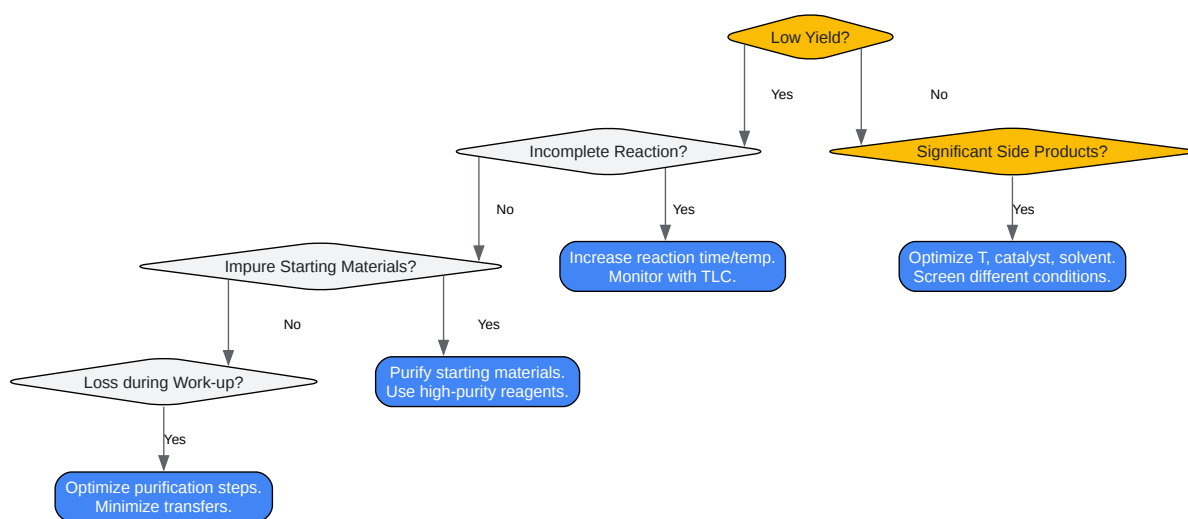 Low Yield?
Yes
No
Incomplete Reaction?
Significant Side Products?
No
Yes
Yes
Impure Starting Materials?
Increase reaction time/temp.
Monitor with TLC.
Optimize T, catalyst, solvent.
Screen different conditions.
No
Yes
Loss during Work-up?
Purify starting materials.
Use high-purity reagents.
Yes
Optimize purification steps.
Minimize transfers.